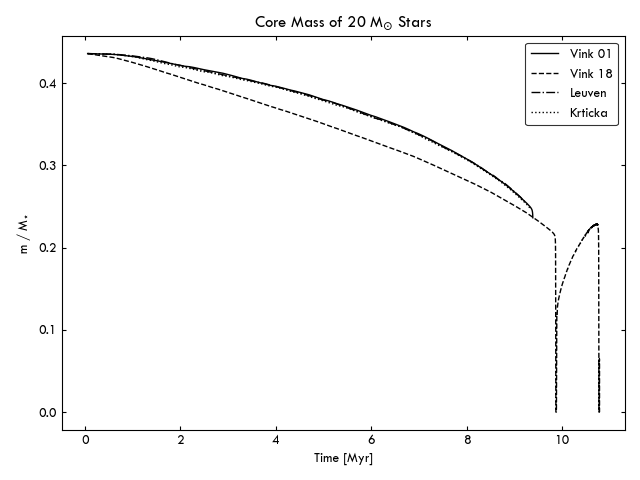 Core Mass of 20 M☉ Stars
Vink 01
Vink 18
Leuven
Krticka
m / M⋆
0.4
0.3
0.2
0.1
0.0
0 2 4 6 8 10
Time [Myr]